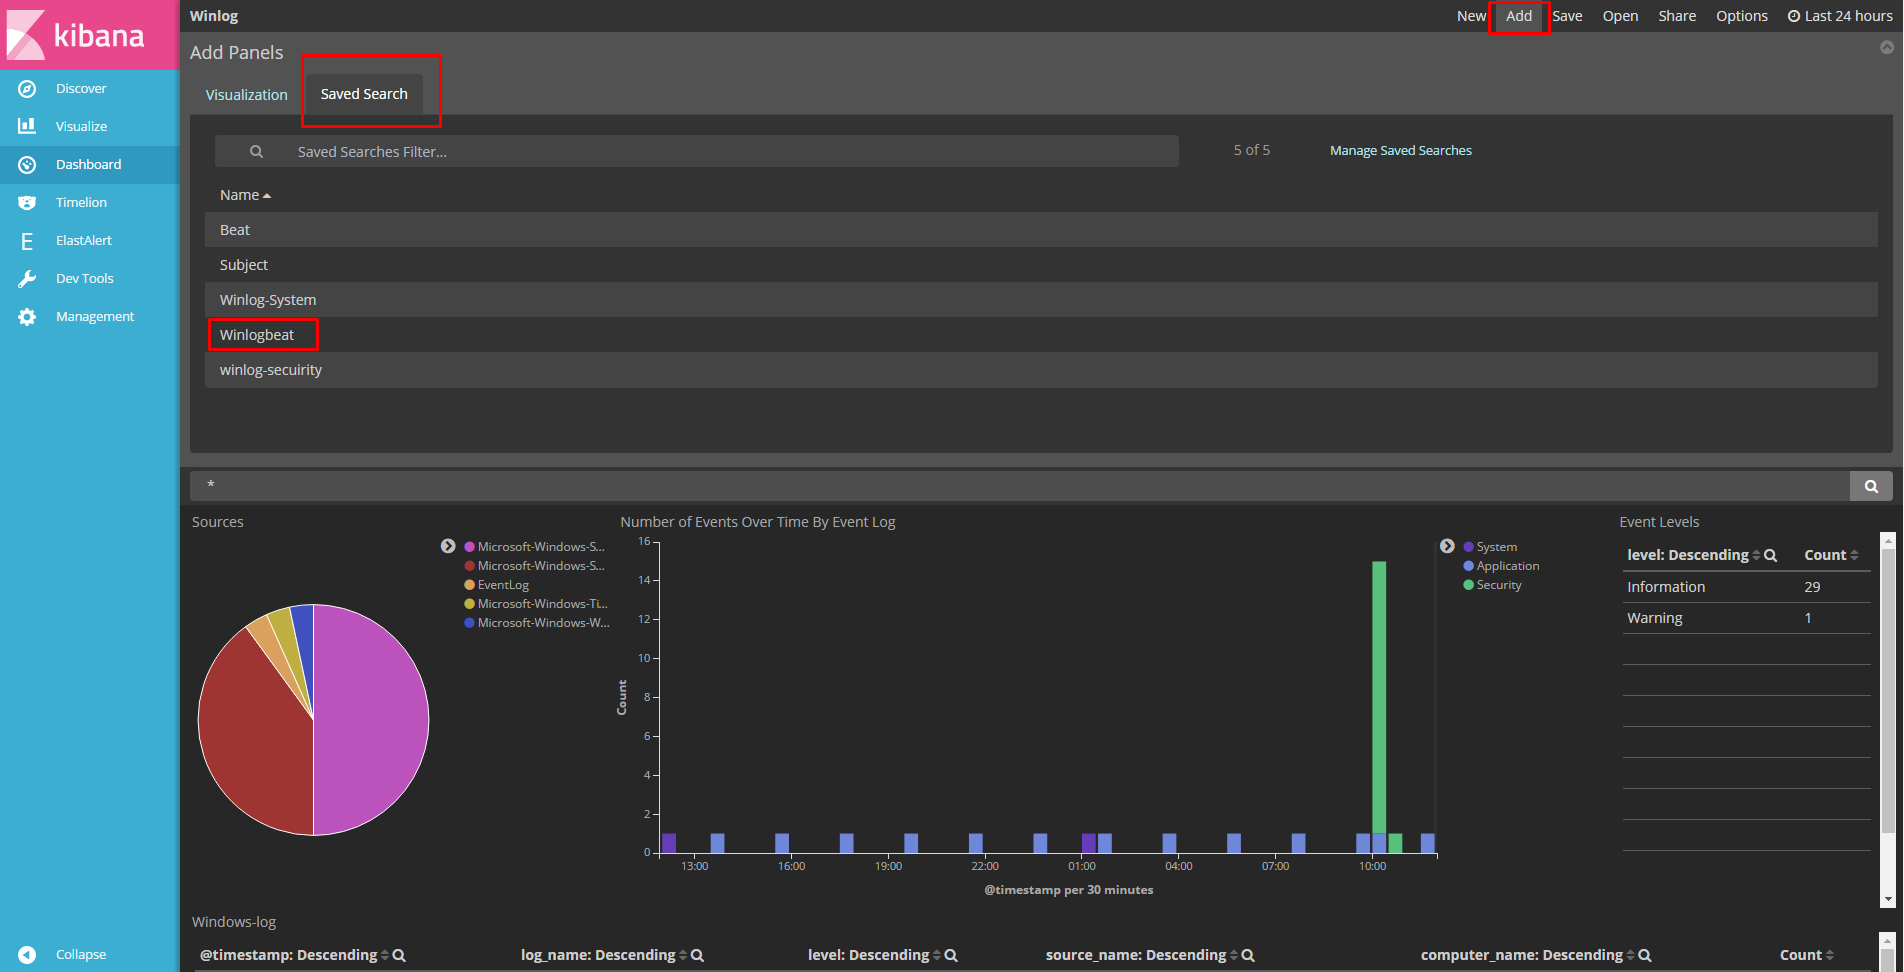 kibana
Discover
Visualize
Dashboard
Timelion
E ElastAlert
Dev Tools
Management
Collapse
Winlog
New Add Save Open Share Options Last 24 hours
Add Panels
Visualization Saved Search
Saved Searches Filter... 5 of 5 Manage Saved Searches
Name
Beat
Subject
Winlog-System
Winlogbeat
winlog-secuirity
*
Sources
Microsoft-Windows-S...
Microsoft-Windows-S...
EventLog
Microsoft-Windows-Ti...
Microsoft-Windows-W...
Number of Events Over Time By Event Log
16
14
12
10
8
6
4
2
0
Count
13:00 16:00 19:00 22:00 01:00 04:00 07:00 10:00
@timestamp per 30 minutes
System
Application
Security
Event Levels
level: Descending Count
Information 29
Warning 1
Windows-log
@timestamp: Descending log_name: Descending level: Descending source_name: Descending computer_name: Descending Count